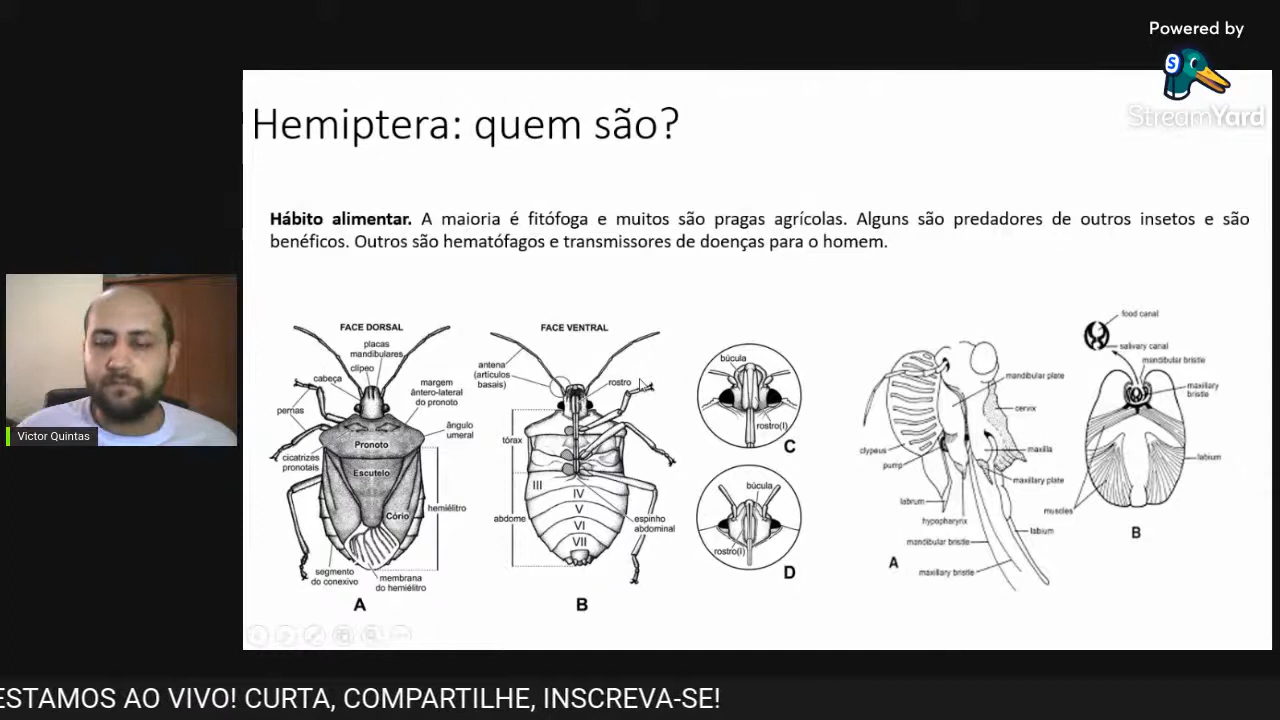 Powered by
StreamYard
Hemiptera: quem são?
Hábito alimentar. A maioria é fitófoga e muitos são pragas agrícolas. Alguns são predadores de outros insetos e são
benéficos. Outros são hematófagos e transmissores de doenças para o homem.
FACE DORSAL
placas
mandibulares
clípeo
cabeça
margem
ântero-lateral
do pronoto
pernas
ângulo
umeral
Pronoto
cicatrizes
pronotais
Escutelo
Cório
hemiélitro
segmento
do conexivo
membrana
do hemiélitro
A
FACE VENTRAL
antena
(artículos
basais)
rostro
tórax
III
IV
V
VI
VII
abdome
espinho
abdominal
B
búcula
rostro(I)
C
búcula
rostro(I)
D
mandibular plate
cervix
clypeus
pump
maxilla
maxillary plate
labrum
hypopharynx
labium
mandibular bristle
maxillary bristle
A
food canal
salivary canal
mandibular bristle
maxillary
bristle
labium
muscles
B
Victor Quintas
ESTAMOS AO VIVO! CURTA, COMPARTILHE, INSCREVA-SE!